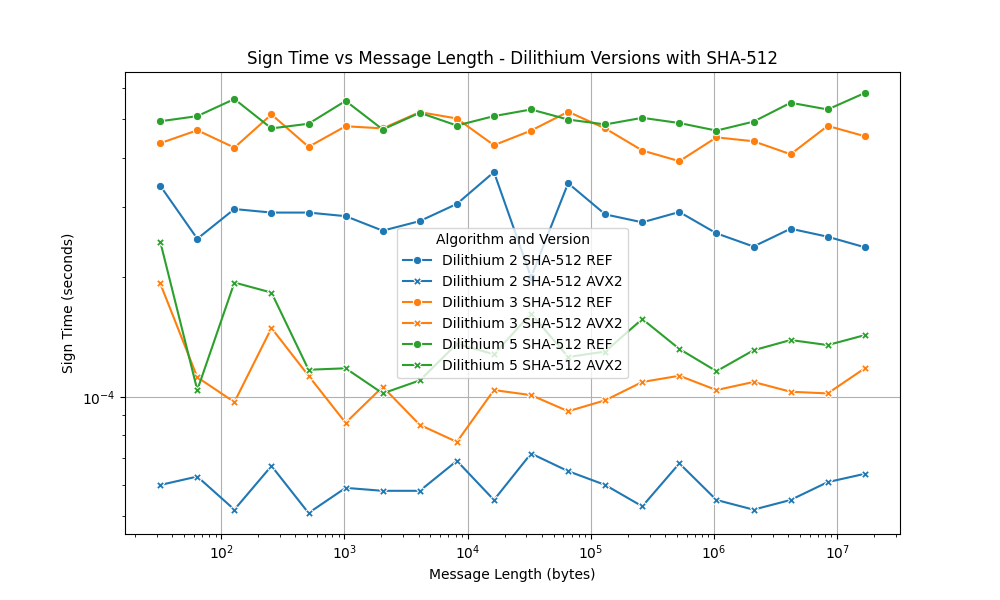 Sign Time vs Message Length - Dilithium Versions with SHA-512
Sign Time (seconds)
10⁻⁴
Algorithm and Version
Dilithium 2 SHA-512 REF
Dilithium 2 SHA-512 AVX2
Dilithium 3 SHA-512 REF
Dilithium 3 SHA-512 AVX2
Dilithium 5 SHA-512 REF
Dilithium 5 SHA-512 AVX2
10² 10³ 10⁴ 10⁵ 10⁶ 10⁷
Message Length (bytes)